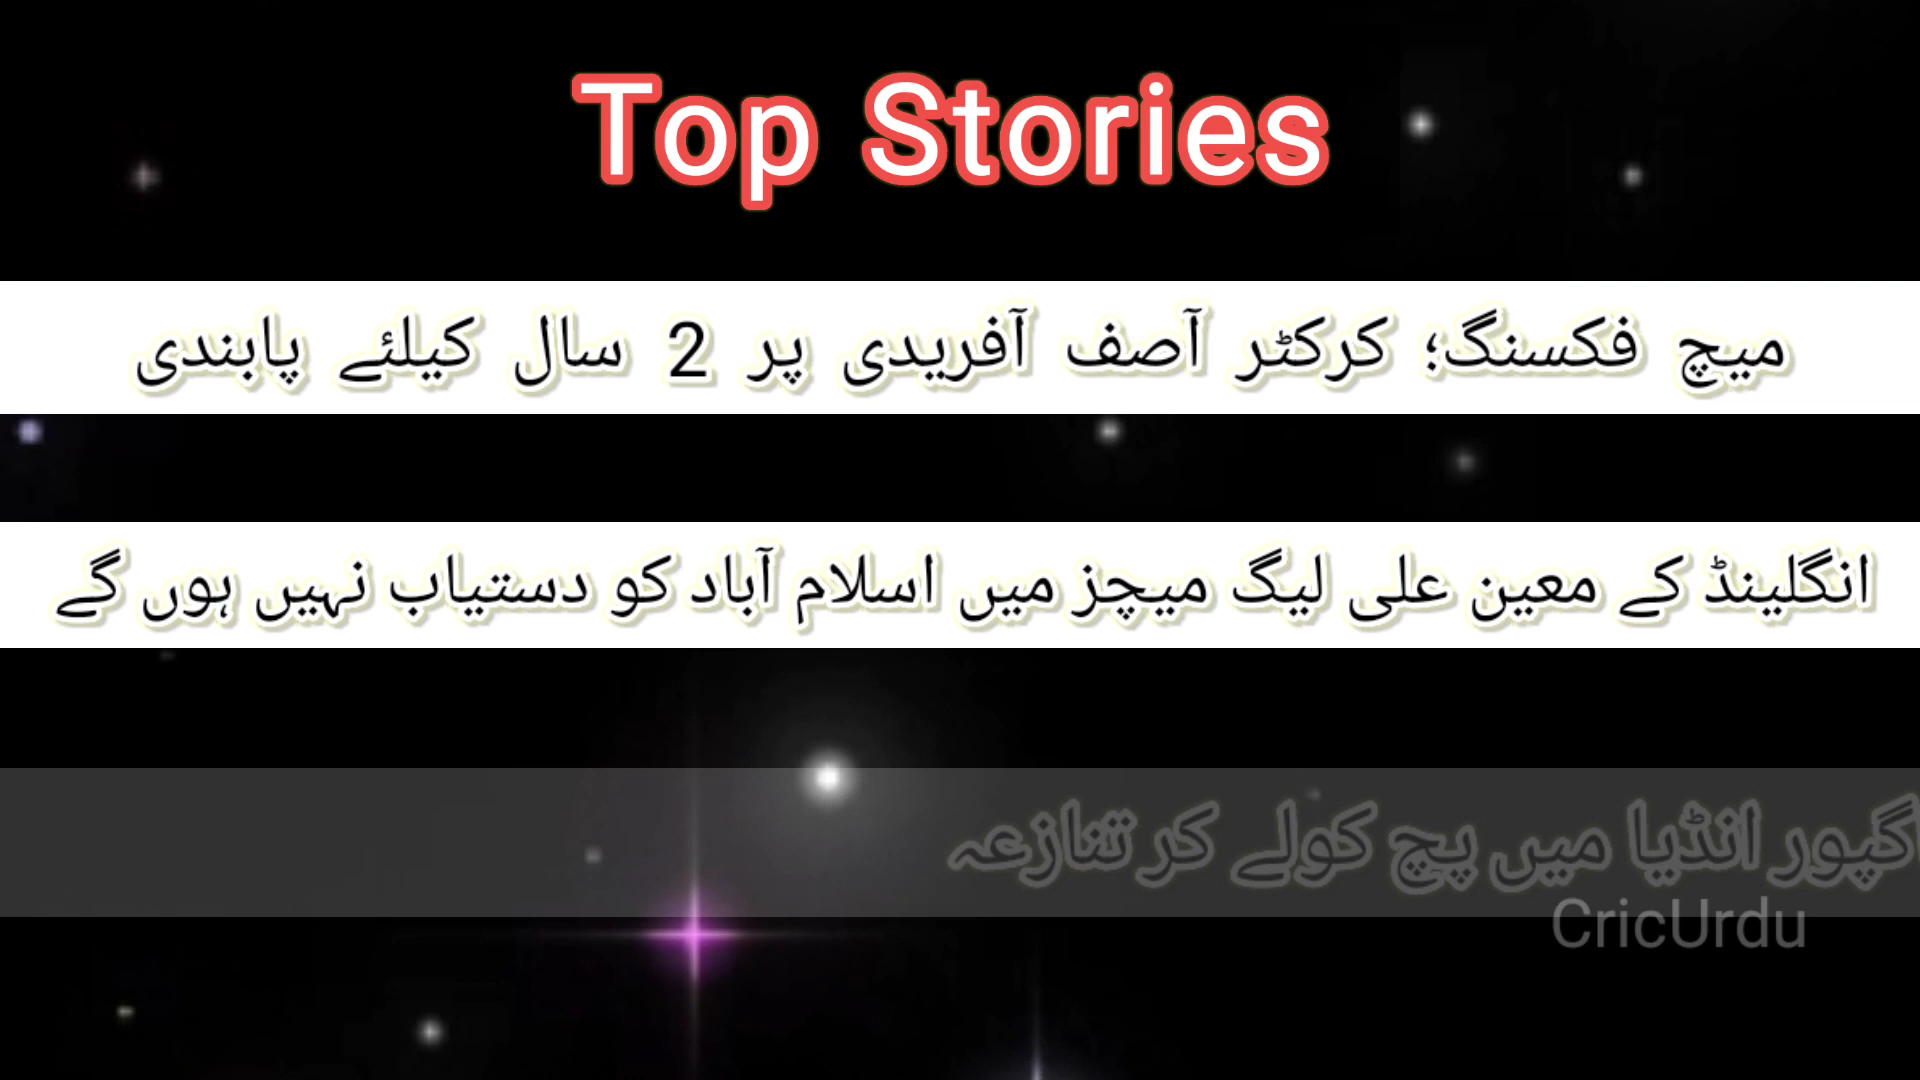 Top Stories
میچ فکسنگ؛ کرکٹر آصف آفریدی پر 2 سال کیلئے پابندی
انگلینڈ کے معین علی لیگ میچز میں اسلام آباد کو دستیاب نہیں ہوں گے
انڈیا میں پچ کولے کر تنازعہ
CricUrdu